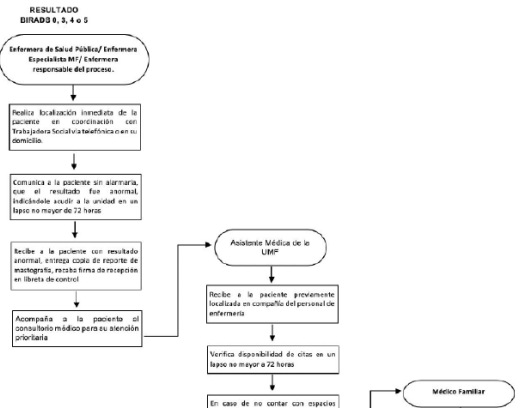 RESULTADO
BIRADS 0, 3, 4 o 5
Enfermera de Salud Pública/ Enfermera
Especialista MF/ Enfermera
responsable del proceso.
Realiza localización inmediata de la
paciente en coordinación con
Trabajadora Social vía telefónica o en su
domicilio.
Comunica a la paciente sin alarmarla,
que el resultado fue anormal,
indicándole acudir a la unidad en un
lapso no mayor de 72 horas
Recibe a la paciente con resultado
anormal, entrega copia de reporte de
mastografía, recaba firma de recepción
en libreta de control
Acompaña a la paciente al
consultorio médico para su atención
prioritaria
Asistente Médica de la
UMF
Recibe a la paciente previamente
localizada en compañía del personal de
enfermería
Verifica disponibilidad de citas en un
lapso no mayor a 72 horas
En caso de no contar con espacios
Médico Familiar